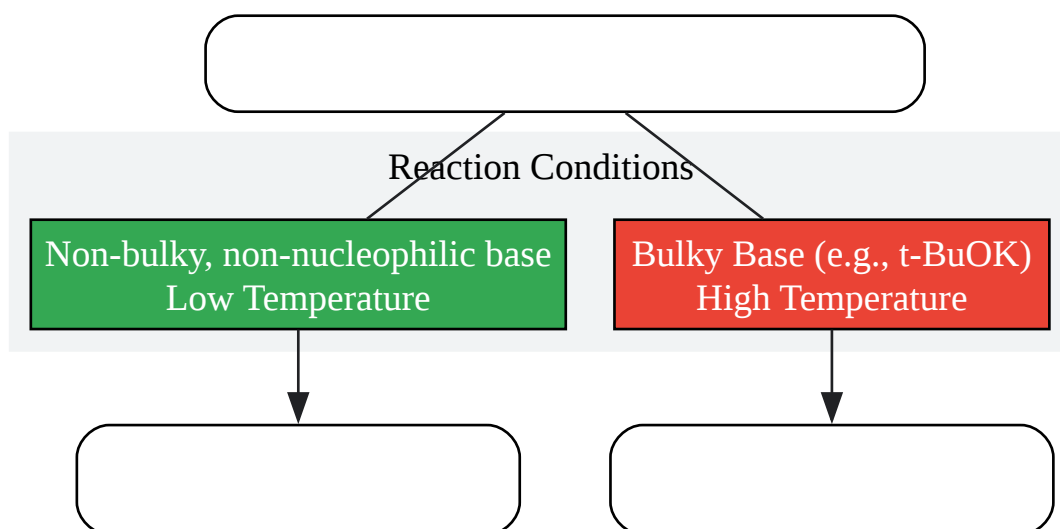 Reaction Conditions
Non-bulky, non-nucleophilic base
Low Temperature
Bulky Base (e.g., t-BuOK)
High Temperature